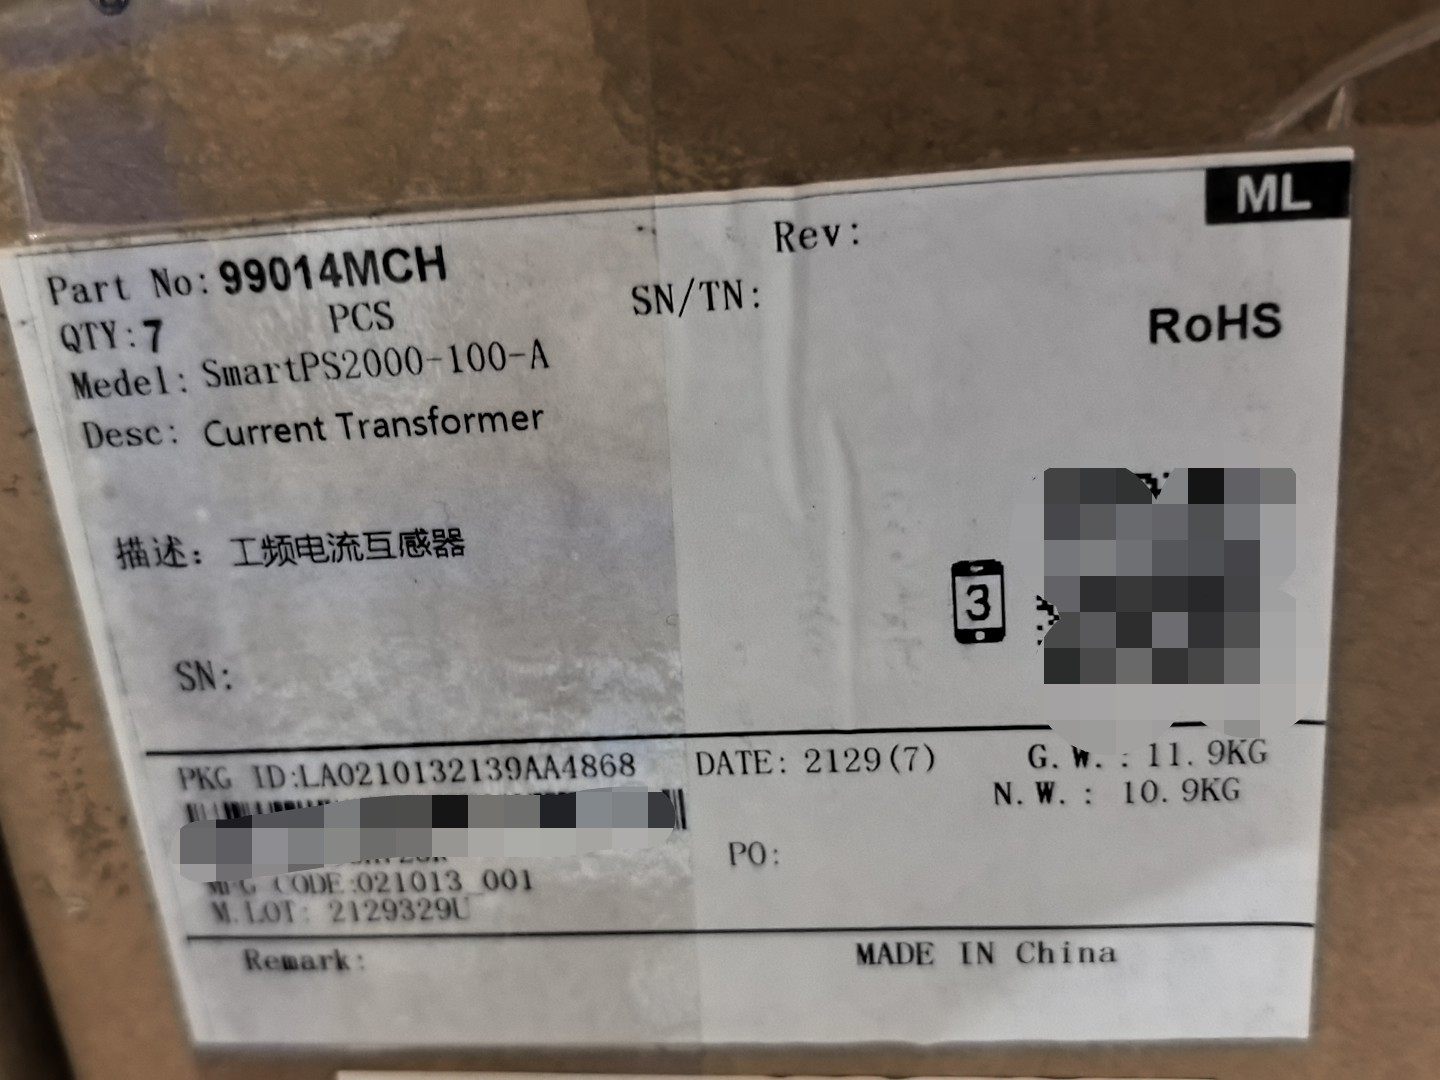 ML
Part No: 99014MCH
Rev:
QTY: 7 PCS
SN/TN:
RoHS
Medel: SmartPS2000-100-A
Desc: Current Transformer
描述: 工频电流互感器
3
SN:
PKG ID:LA0210132139AA4868
DATE: 2129(7)
G.W.: 11.9KG
N.W.: 10.9KG
PO:
MFG CODE:021013_001
M.LOT: 2129329U
Remark:
MADE IN China